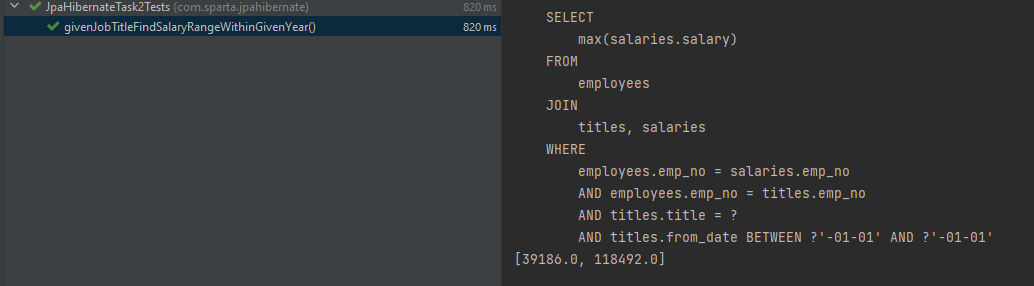 JpaHibernateTask2Tests (com.sparta.jpahibernate) 820 ms
givenJobTitleFindSalaryRangeWithinGivenYear() 820 ms
SELECT
max(salaries.salary)
FROM
employees
JOIN
titles, salaries
WHERE
employees.emp_no = salaries.emp_no
AND employees.emp_no = titles.emp_no
AND titles.title = ?
AND titles.from_date BETWEEN ?'-01-01' AND ?'-01-01'
[39186.0, 118492.0]